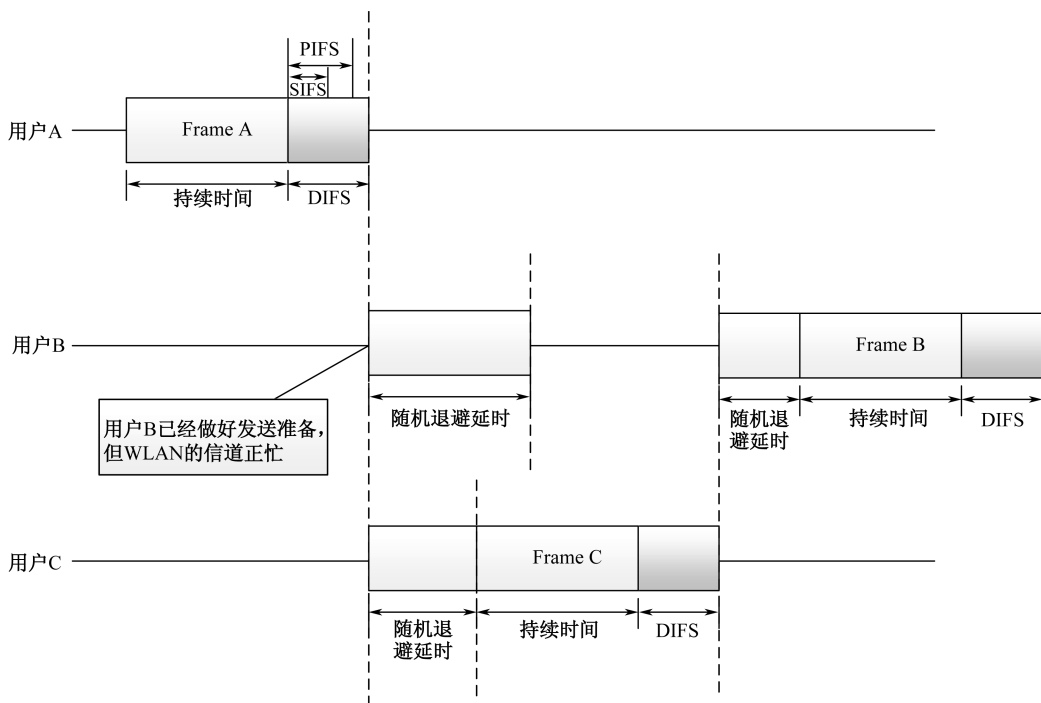 PIFS
SIFS
用户A
Frame A
持续时间
DIFS
用户B
Frame B
用户B已经做好发送准备，
但WLAN的信道正忙
随机退避延时
随机退
避延时
持续时间
DIFS
用户C
Frame C
随机退
避延时
持续时间
DIFS